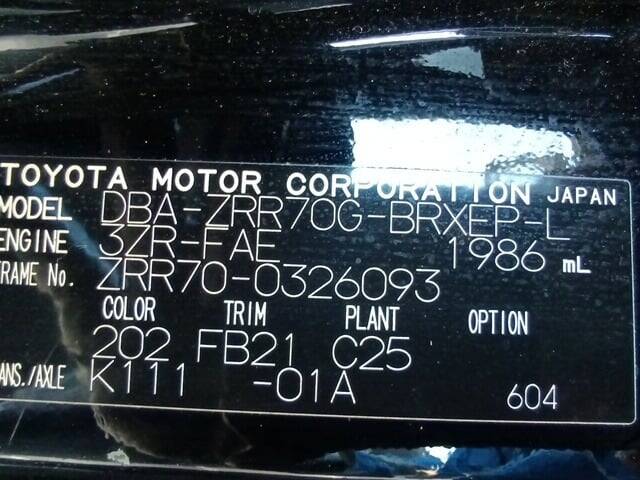 TOYOTA MOTOR CORPORATION JAPAN
MODEL DBA-ZRR70G-BRXEP-L
ENGINE 3ZR-FAE 1986 mL
FRAME No. ZRR70-0326093
COLOR TRIM PLANT OPTION
202 FB21 C25
ANS./AXLE K111 -01A 604